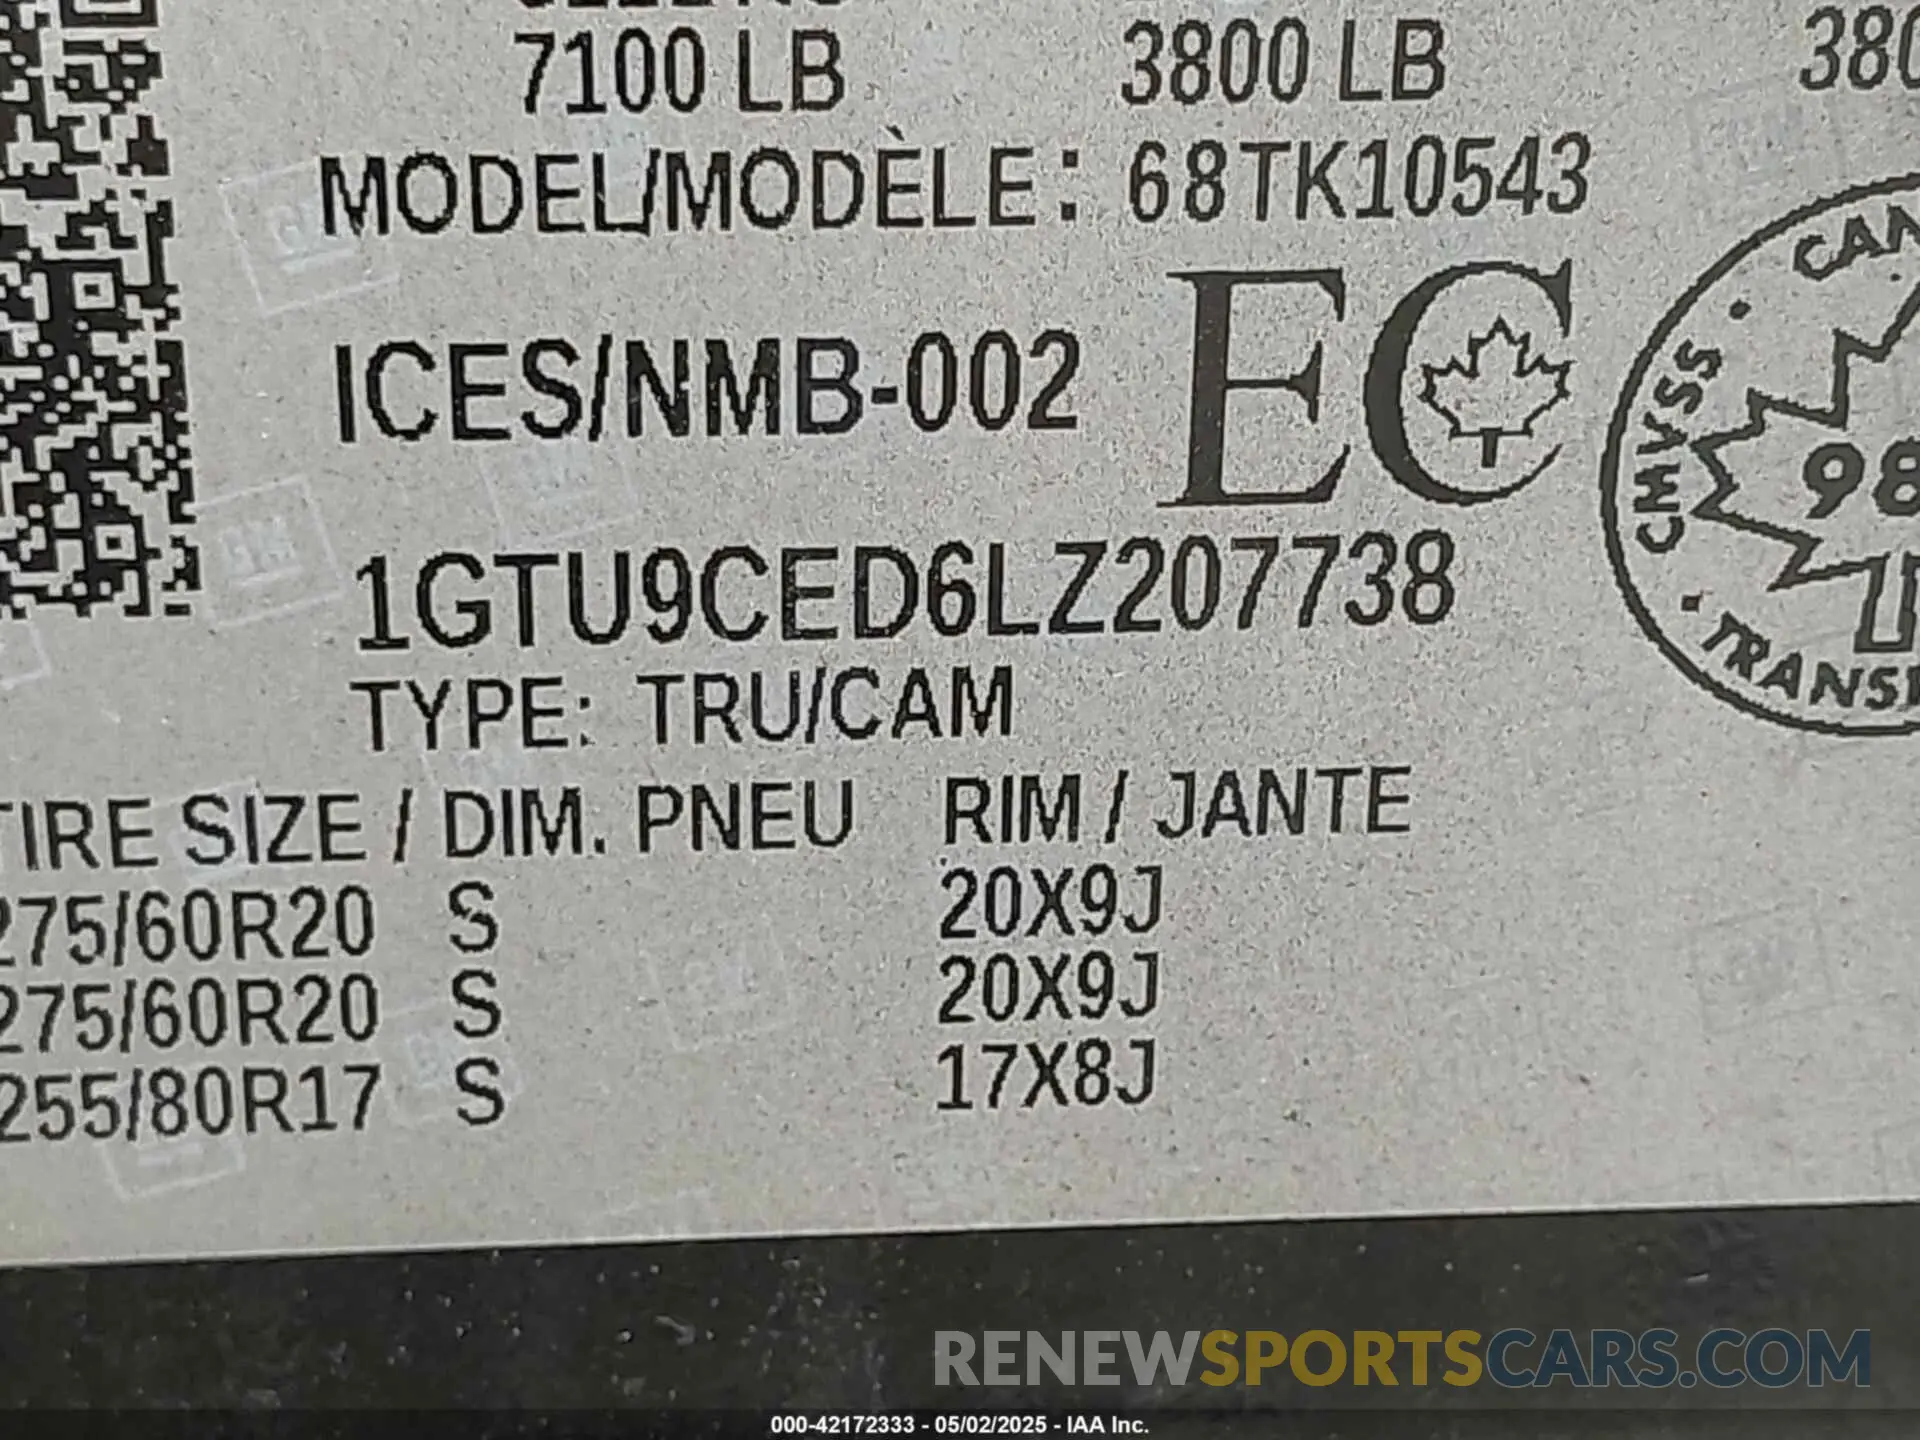 7100 LB 3800 LB
MODEL/MODÈLE: 68TK10543
ICES/NMB-002 EC
CMVSS
98
1GTU9CED6LZ207738
TYPE: TRU/CAM
TIRE SIZE / DIM. PNEU RIM / JANTE
275/60R20 S 20X9J
275/60R20 S 20X9J
255/80R17 S 17X8J
RENEWSPORTSCARS.COM
000-42172333 - 05/02/2025 - IAA Inc.